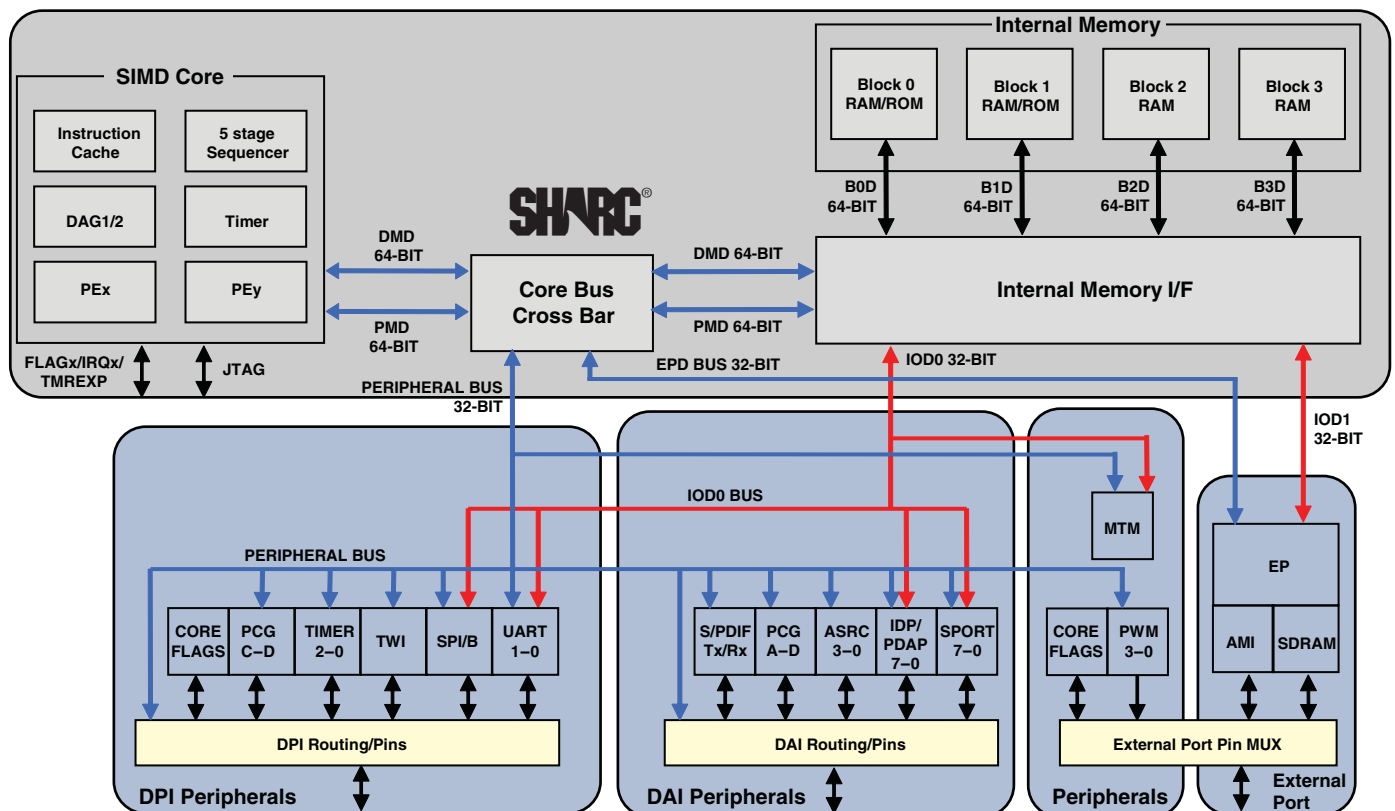 Internal Memory
SIMD Core
Block 0
RAM/ROM
Block 1
RAM/ROM
Block 2
RAM
Block 3
RAM
Instruction
Cache
5 stage
Sequencer
DAG1/2
Timer
PEx
PEy
B0D
64-BIT
B1D
64-BIT
B2D
64-BIT
B3D
64-BIT
SHARC®
DMD
64-BIT
PMD
64-BIT
Core Bus
Cross Bar
DMD 64-BIT
PMD 64-BIT
Internal Memory I/F
FLAGx/IRQx/
TMREXP
JTAG
PERIPHERAL BUS
32-BIT
EPD BUS 32-BIT
IOD0 32-BIT
IOD1
32-BIT
IOD0 BUS
PERIPHERAL BUS
MTM
EP
CORE
FLAGS
PCG
C–D
TIMER
2–0
TWI
SPI/B
UART
1–0
S/PDIF
Tx/Rx
PCG
A–D
ASRC
3–0
IDP/
PDAP
7–0
SPORT
7–0
CORE
FLAGS
PWM
3–0
AMI
SDRAM
DPI Routing/Pins
DAI Routing/Pins
External Port Pin MUX
DPI Peripherals
DAI Peripherals
Peripherals
External
Port